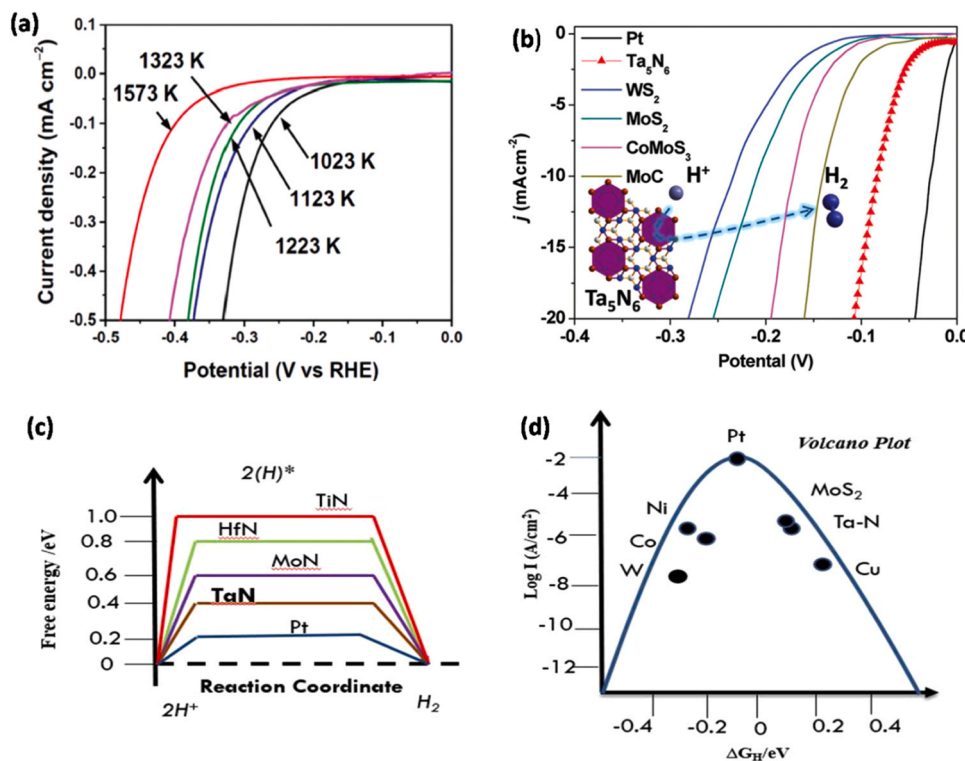 (a)
0.1
0.0
-0.1
-0.2
-0.3
-0.4
-0.5
Current density (mA cm⁻²)
1323 K
1573 K
1023 K
1123 K
1223 K
-0.5
-0.4
-0.3
-0.2
-0.1
-0.0
Potential (V vs RHE)
(b)
0
-5
-10
-15
-20
j (mAcm⁻²)
Pt
Ta₅N₆
WS₂
MoS₂
CoMoS₃
MoC
H⁺
H₂
Ta₅N₆
-0.4
-0.3
-0.2
-0.1
0.0
Potental (V)
(c)
2(H)*
TiN
HfN
MoN
TaN
Pt
1.0
0.8
0.6
0.4
0.2
0
Free energy /eV
Reaction Coordinate
2H⁺
H₂
(d)
Pt
Volcano Plot
MoS₂
Ni
Ta-N
Co
W
Cu
-2
-4
-6
-8
-10
-12
Log I (A/cm²)
-0.4
-0.2
0
0.2
0.4
ΔG_H/eV